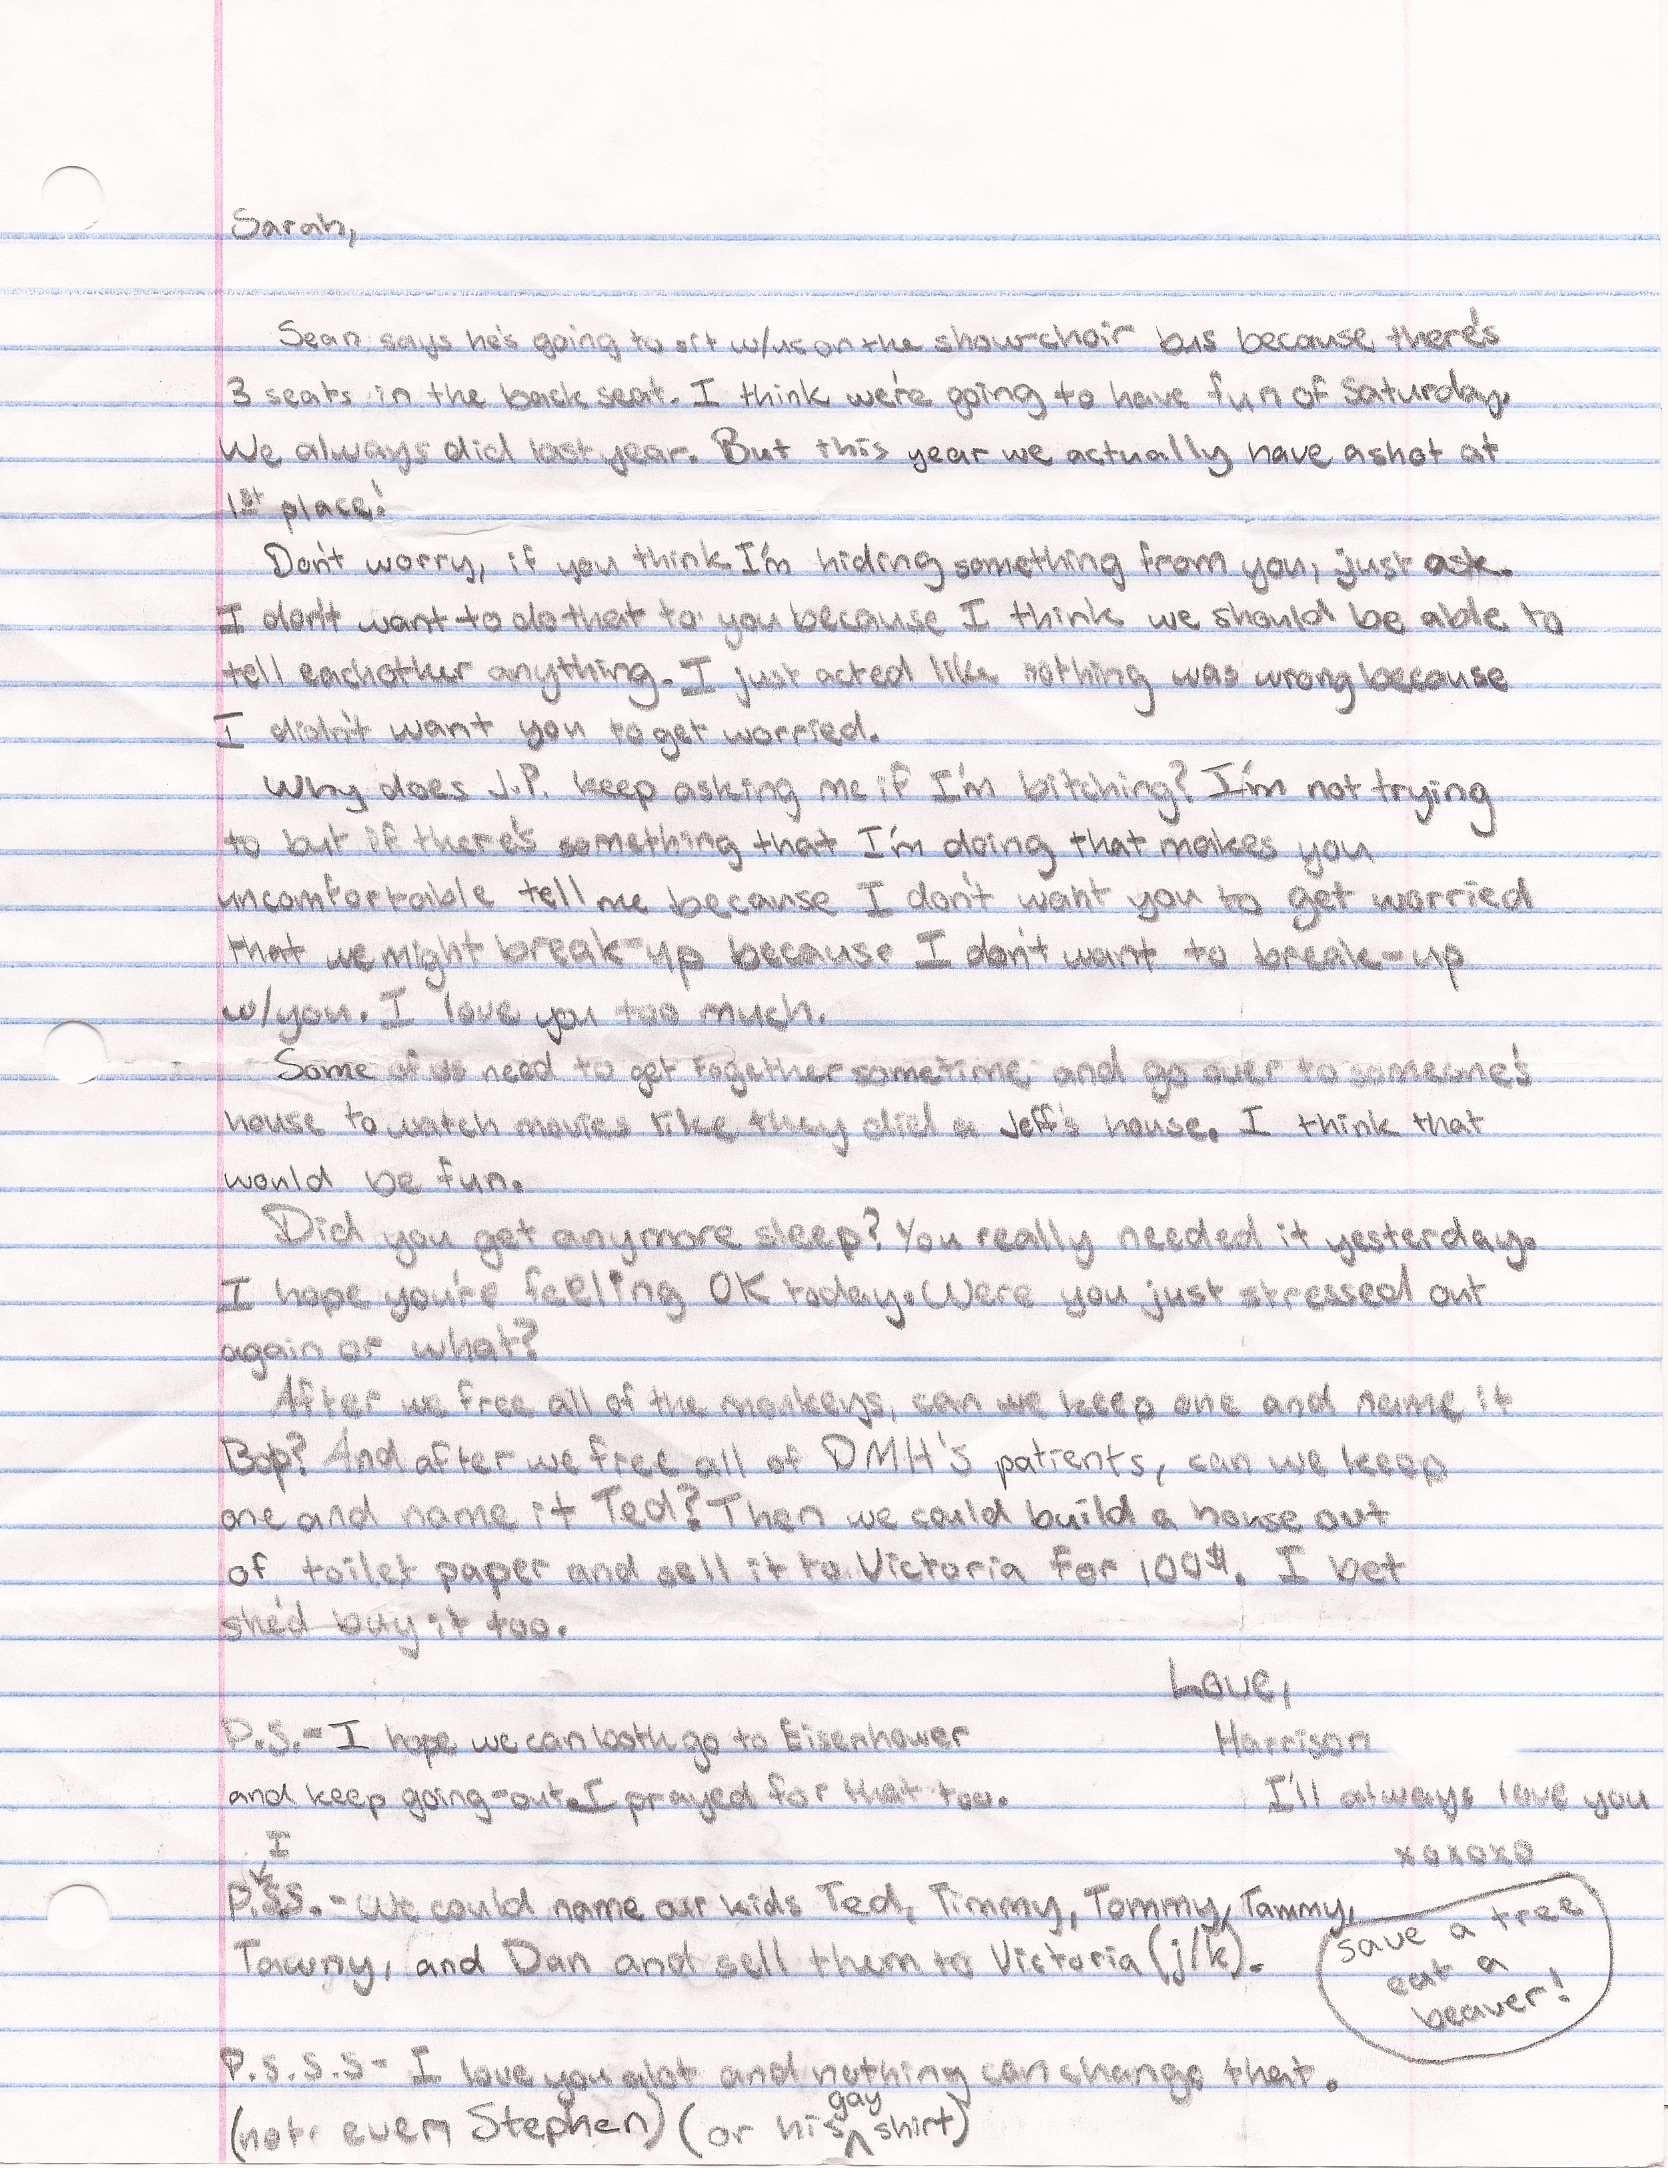 Sarah,
Sean says he's going to sit w/us on the showchoir bus because there's
3 seats in the back seat. I think we're going to have fun of Saturday.
We always did last year. But this year we actually have a shot at
1st place!
Don't worry, if you think I'm hiding something from you, just ask.
I don't want to do that to you because I think we should be able to
tell eachother anything. I just acted like nothing was wrong because
I didn't want you to get worried.
Why does J.P. keep asking me if I'm bitching? I'm not trying
to but if there's something that I'm doing that makes you
uncomfortable tell me because I don't want you to get worried
that we might break-up because I don't want to break-up
w/you. I love you too much.
Some of us need to get together sometime and go over to someone's
house to watch movies like they did a Jeff's house. I think that
would be fun.
Did you get anymore sleep? You really needed it yesterday.
I hope you're feeling OK today. Were you just stressed out
again or what?
After we free all of the monkeys, can we keep one and name it
Bop? And after we free all of DMH's patients, can we keep
one and name it Ted? Then we could build a house out
of toilet paper and sell it to Victoria for 100$. I bet
she'd buy it too.
Love,
Harrison
I'll always love you
xoxoxo
P.S.- I hope we can both go to Eisenhower
and keep going-out. I prayed for that too.
I
P.S.S.- We could name our kids Ted, Timmy, Tommy, Tammy,
Tawny, and Dan and sell them to Victoria (j/k).
save a tree
eat a
beaver!
P.S.S.S- I love you alot and nothing can change that.
(not even Stephen) (or his gay shirt)